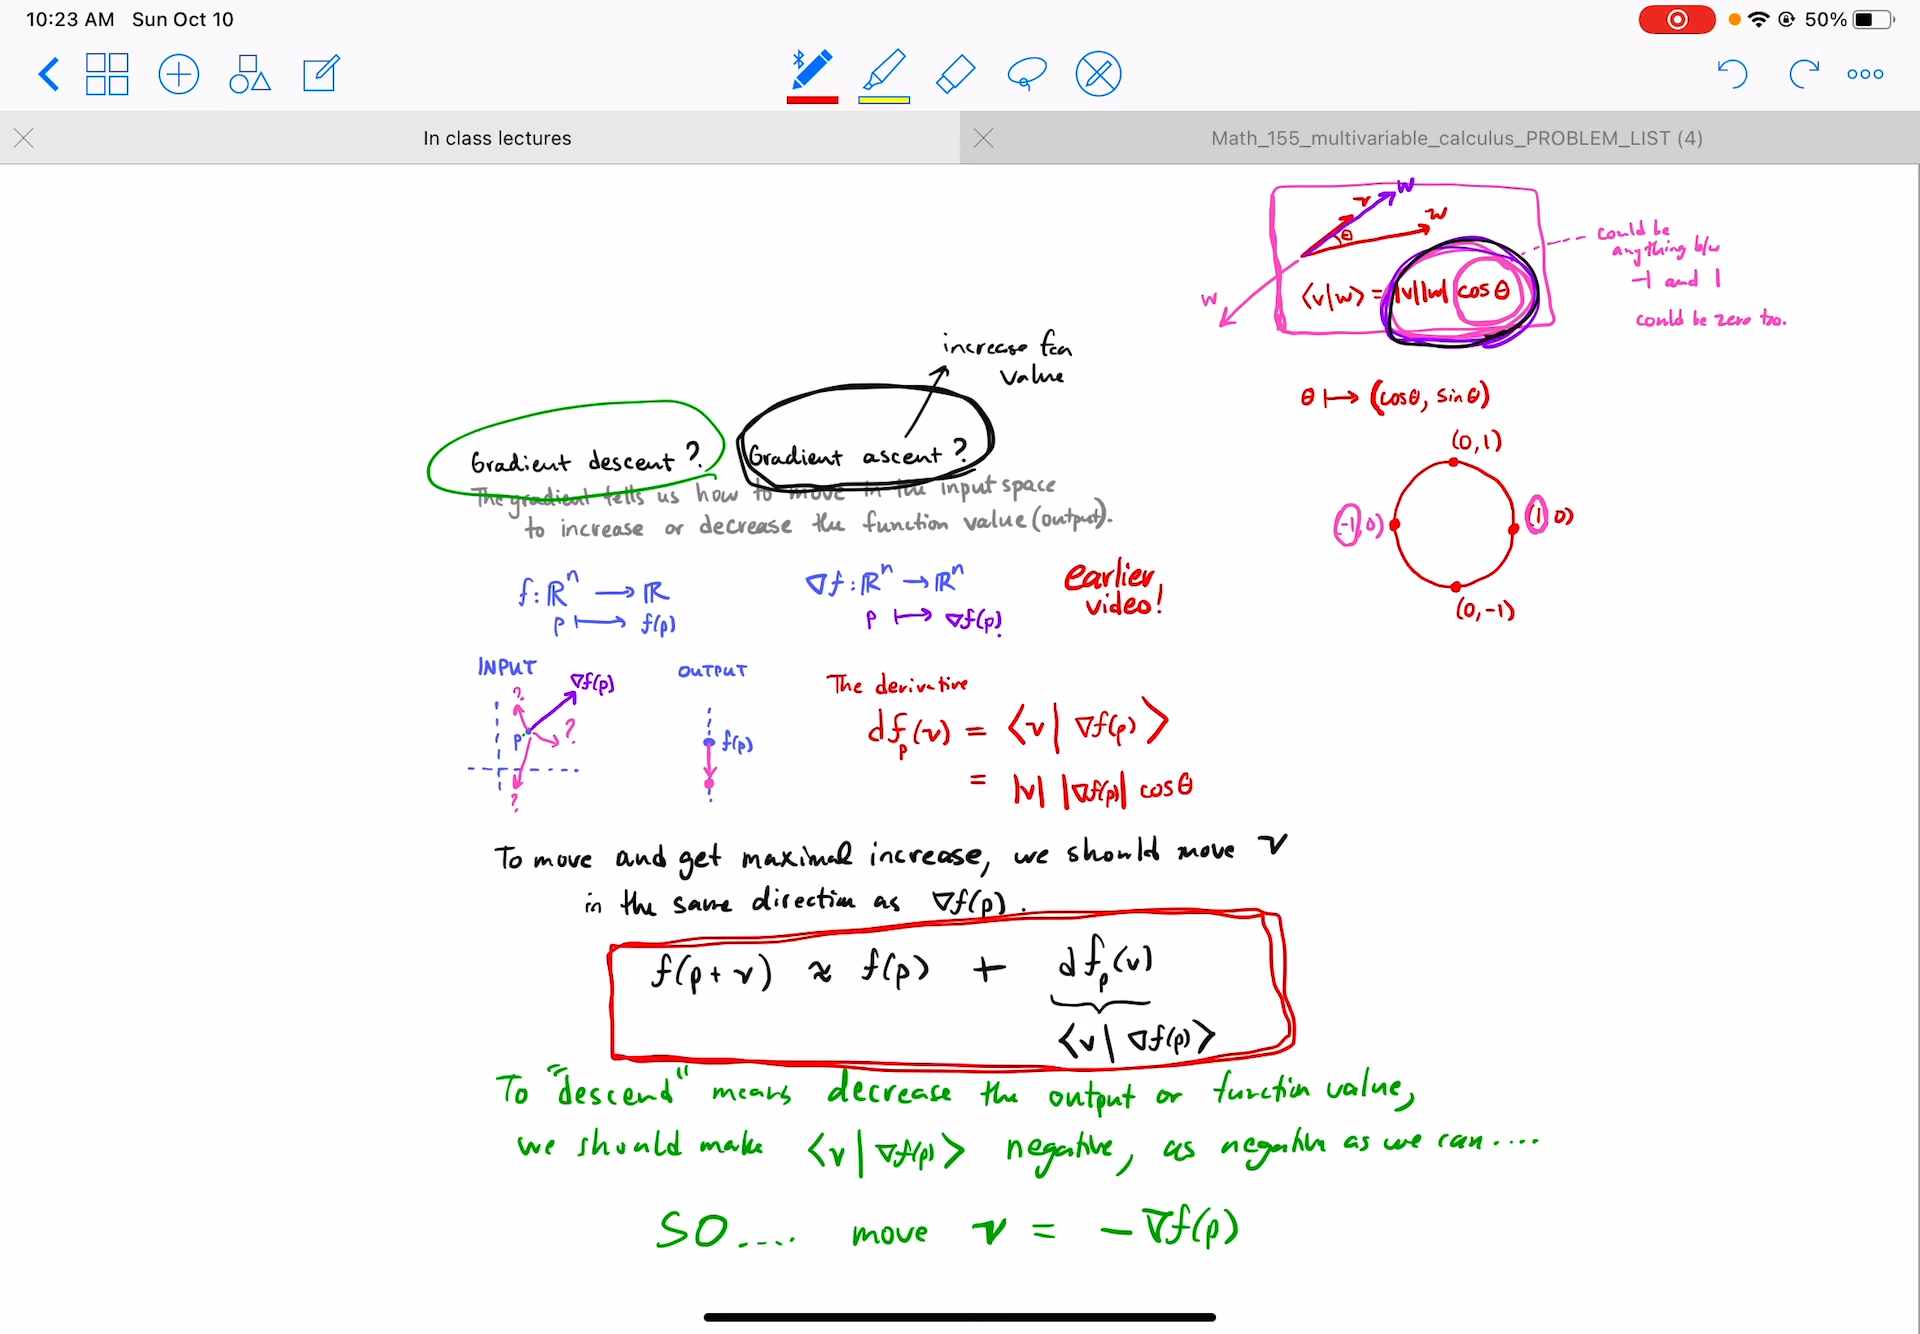 10:23 AM Sun Oct 10
50%
In class lectures
Math_155_multivariable_calculus_PROBLEM_LIST (4)
v
w
w
θ
w
⟨v|w⟩ = |v||w| cos θ
could be
anything b/w
-1 and 1
could be zero too.
increase fcn
value
Gradient descent?
Gradient ascent?
The gradient tells us how to move in the input space
to increase or decrease the function value (output).
θ ↦ (cosθ, sinθ)
(0,1)
(-1,0)
(1,0)
(0,-1)
f: ℝⁿ → ℝ
p ↦ f(p)
∇f: ℝⁿ → ℝⁿ
p ↦ ∇f(p).
earlier
video!
INPUT
∇f(p)
?
p
?
?
OUTPUT
f(p)
The derivative
df_p(v) = ⟨v| ∇f(p)⟩
= |v| |∇f(p)| cos θ
To move and get maximal increase, we should move v
in the same direction as ∇f(p).
f(p+v) ≈ f(p) + df_p(v)
⟨v| ∇f(p)⟩
To "descend" means decrease the output or function value,
we should make ⟨v| ∇f(p)⟩ negative, as negative as we can....
SO.... move v = -∇f(p)